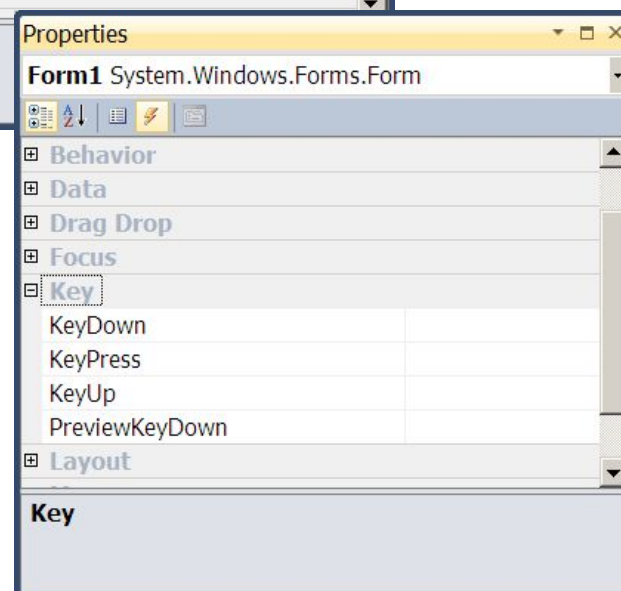 Properties
Form1 System.Windows.Forms.Form
Behavior
Data
Drag Drop
Focus
Key
KeyDown
KeyPress
KeyUp
PreviewKeyDown
Layout
Key